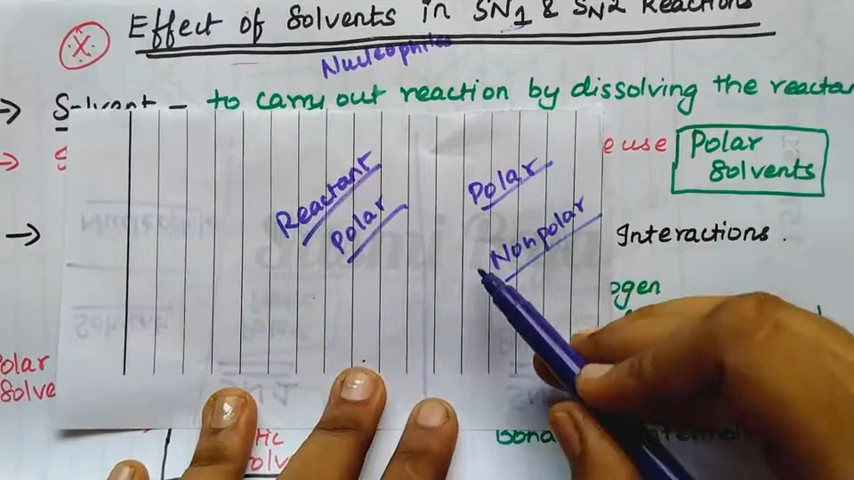 Effect of Solvents in SN1 & SN2 Reactions
Nucleophiles
Solvent - to carry out reaction by dissolving the reacta
e use Polar Solvents
Reactant
Polar
Polar
Nonpolar
Interactions.
ogen
Polar
Solve